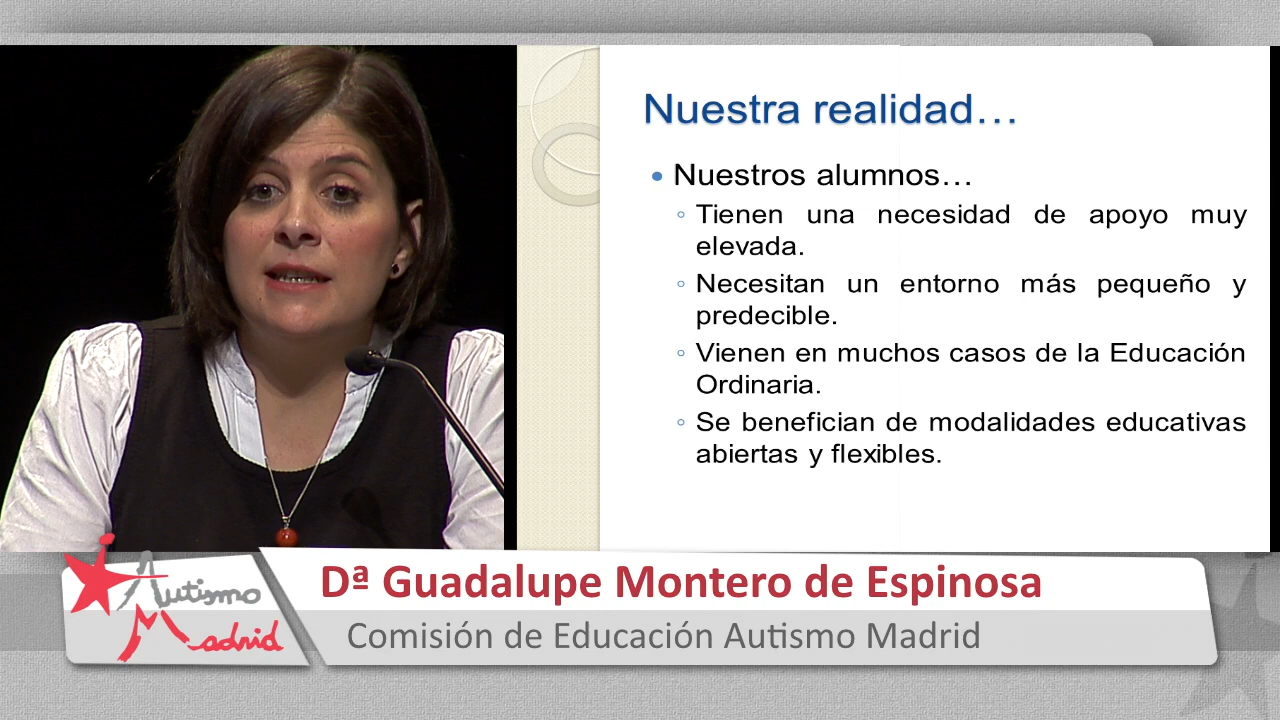 Nuestra realidad...
• Nuestros alumnos...
◦ Tienen una necesidad de apoyo muy
elevada.
◦ Necesitan un entorno más pequeño y
predecible.
◦ Vienen en muchos casos de la Educación
Ordinaria.
◦ Se benefician de modalidades educativas
abiertas y flexibles.
Autismo
Madrid
Dª Guadalupe Montero de Espinosa
Comisión de Educación Autismo Madrid